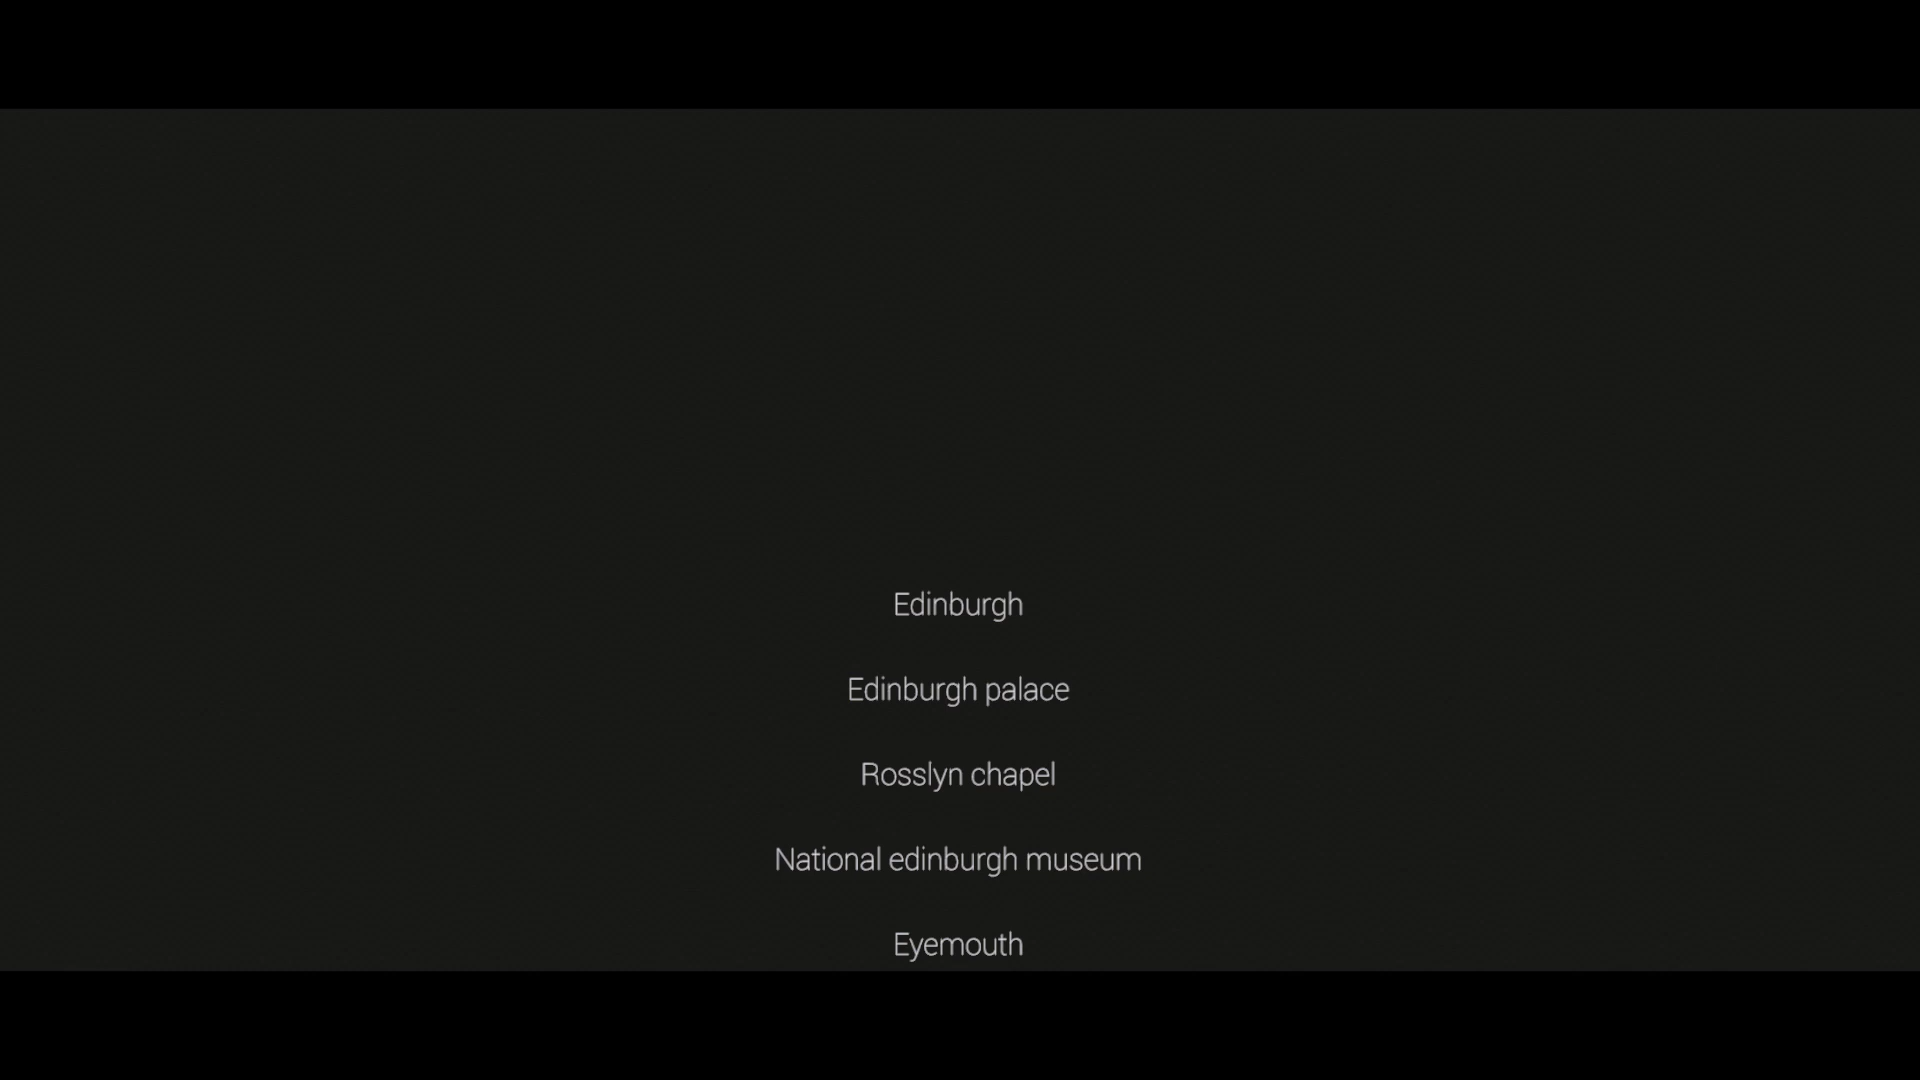 Edinburgh
Edinburgh palace
Rosslyn chapel
National edinburgh museum
Eyemouth